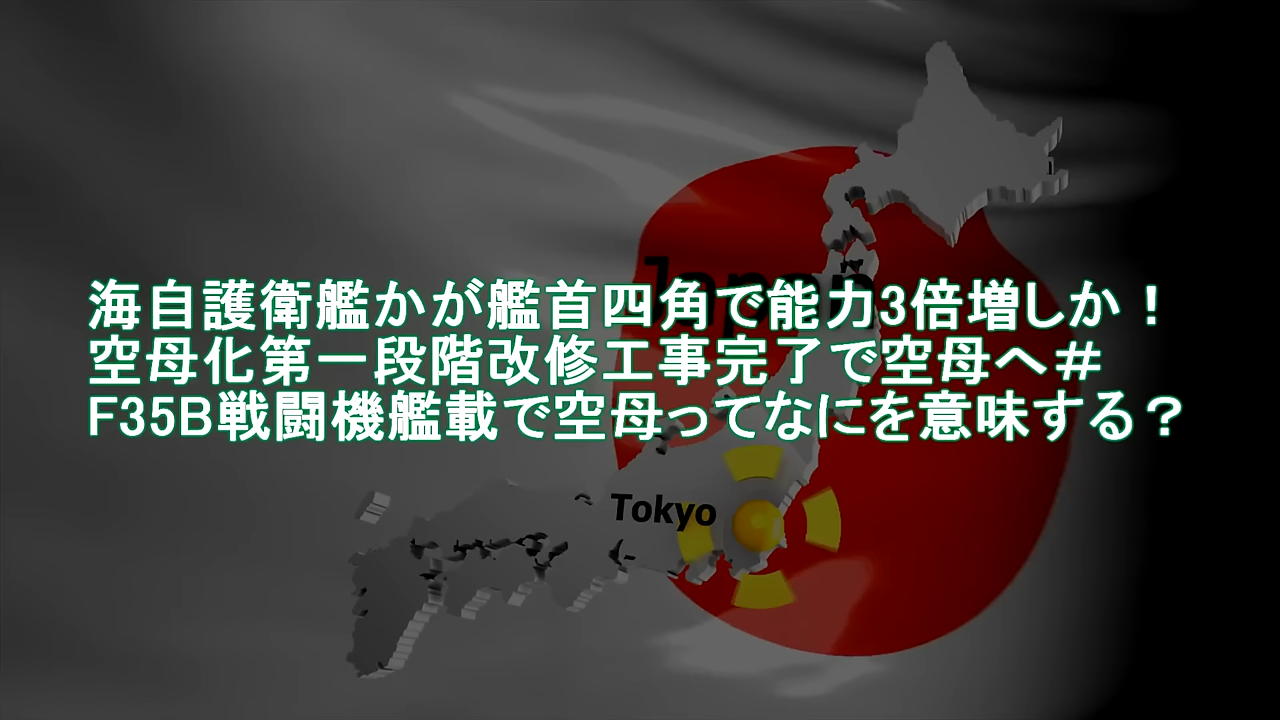 Japan
海自護衛艦かが艦首四角で能力3倍増しか！
空母化第一段階改修工事完了で空母へ＃
F35B戦闘機艦載で空母ってなにを意味する？
Tokyo